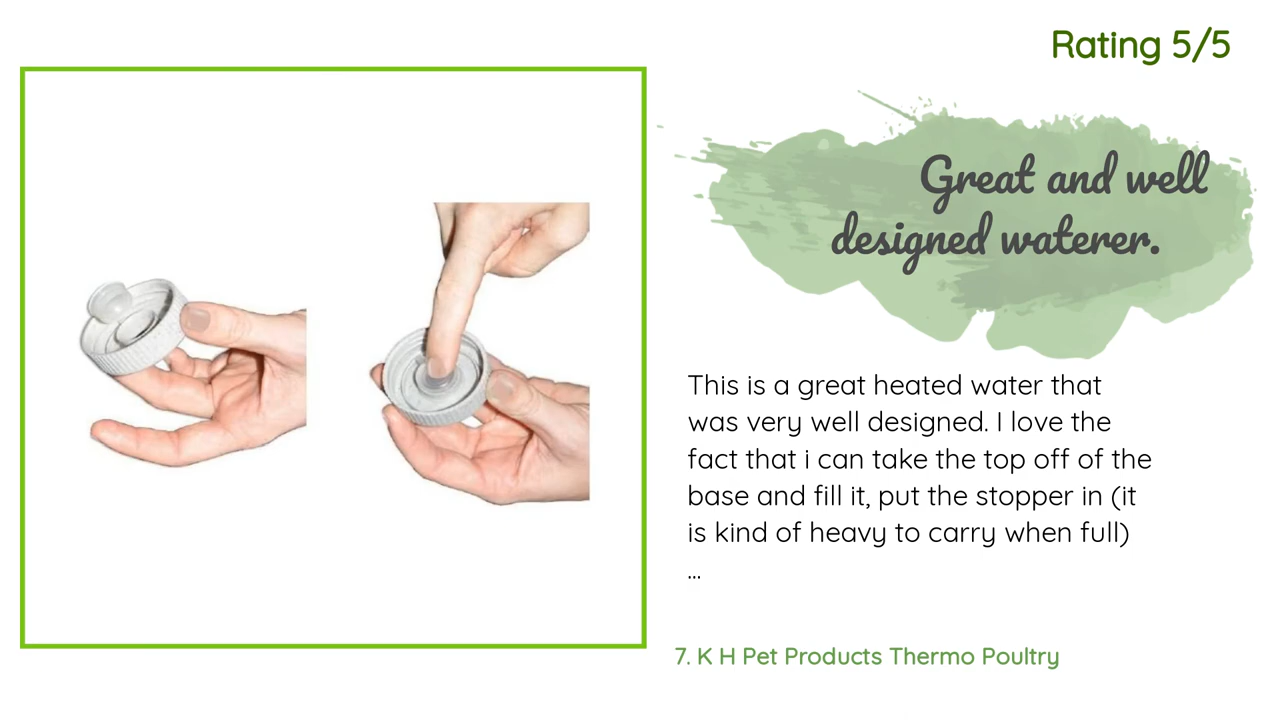 Rating 5/5
Great and well
designed waterer.
This is a great heated water that
was very well designed. I love the
fact that i can take the top off of the
base and fill it, put the stopper in (it
is kind of heavy to carry when full)
...
7. K H Pet Products Thermo Poultry